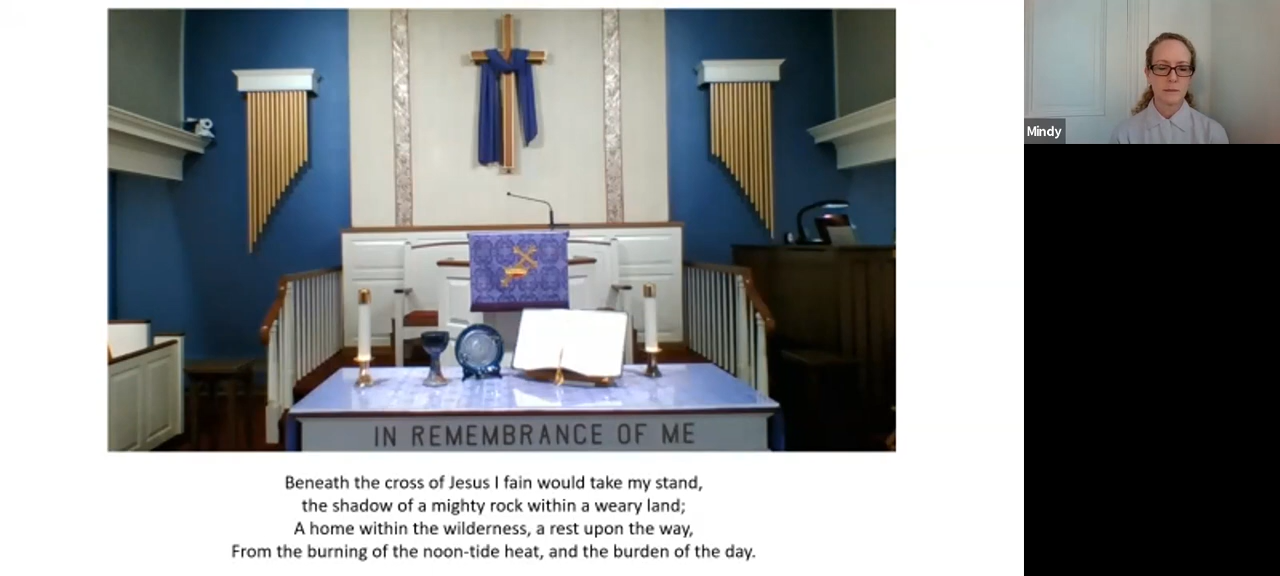 IN REMEMBRANCE OF ME
Beneath the cross of Jesus I fain would take my stand,
the shadow of a mighty rock within a weary land;
A home within the wilderness, a rest upon the way,
From the burning of the noon-tide heat, and the burden of the day.
Mindy